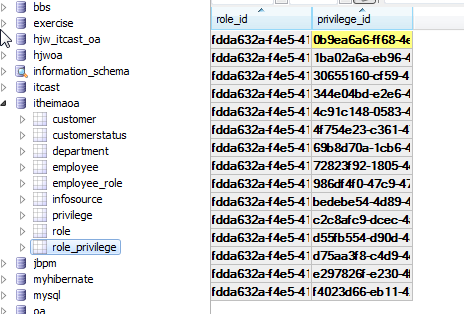 bbs
exercise
hjw_itcast_oa
hjwoa
information_schema
itcast
itheimaoa
customer
customerstatus
department
employee
employee_role
infosource
privilege
role
role_privilege
jbpm
myhibernate
mysql
oa
role_id privilege_id
fdda632a-f4e5-41 0b9ea6a6-ff68-4e
fdda632a-f4e5-41 1ba02a6a-eb96-4
fdda632a-f4e5-41 30655160-cf59-4
fdda632a-f4e5-41 344e04bd-e2e6-4
fdda632a-f4e5-41 4c91c148-0583-4
fdda632a-f4e5-41 4f754e23-c361-4
fdda632a-f4e5-41 69b8d70a-1cb6-4
fdda632a-f4e5-41 72823f92-1805-4
fdda632a-f4e5-41 986df4f0-47c9-47
fdda632a-f4e5-41 bedebe54-4d89-4
fdda632a-f4e5-41 c2c8afc9-dcec-4
fdda632a-f4e5-41 d55fb554-d90d-4
fdda632a-f4e5-41 d75aa3f8-c4d9-4
fdda632a-f4e5-41 e297826f-e230-4
fdda632a-f4e5-41 f4023d66-eb11-4